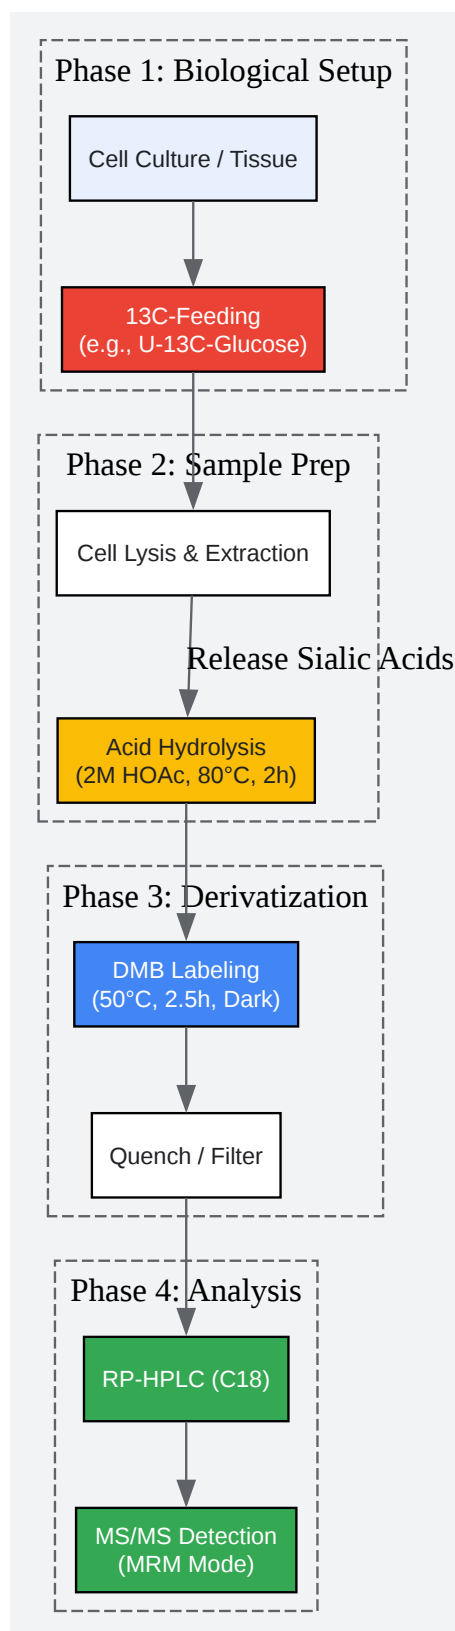 Phase 1: Biological Setup
Cell Culture / Tissue
13C-Feeding
(e.g., U-13C-Glucose)
Phase 2: Sample Prep
Cell Lysis & Extraction
Release Sialic Acids
Acid Hydrolysis
(2M HOAc, 80°C, 2h)
Phase 3: Derivatization
DMB Labeling
(50°C, 2.5h, Dark)
Quench / Filter
Phase 4: Analysis
RP-HPLC (C18)
MS/MS Detection
(MRM Mode)